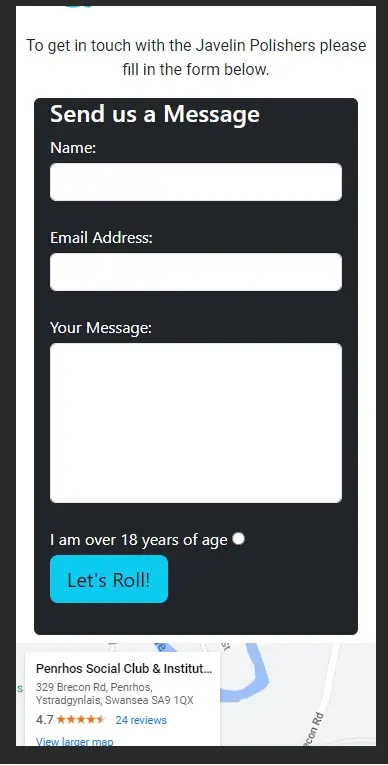 To get in touch with the Javelin Polishers please
fill in the form below.
Send us a Message
Name:
Email Address:
Your Message:
I am over 18 years of age
Let's Roll!
Penrhos Social Club & Institut...
329 Brecon Rd, Penrhos,
Ystradgynlais, Swansea SA9 1QX
4.7 24 reviews
View larger map
econ Rd